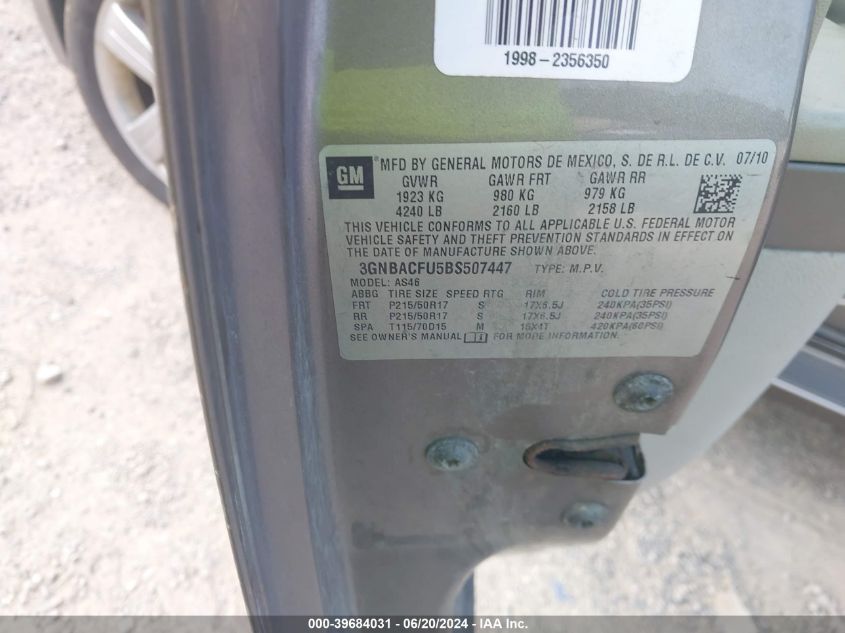 1998-2356350
GM ® MFD BY GENERAL MOTORS DE MEXICO, S. DE R.L. DE C.V. 07/10
GVWR GAWR FRT GAWR RR
1923 KG 980 KG 979 KG
4240 LB 2160 LB 2158 LB
THIS VEHICLE CONFORMS TO ALL APPLICABLE U.S. FEDERAL MOTOR
VEHICLE SAFETY AND THEFT PREVENTION STANDARDS IN EFFECT ON
THE DATE OF MANUFACTURE SHOWN ABOVE.
3GNBACFU5BS507447 TYPE: M.P.V.
MODEL: AS46
ABBG TIRE SIZE SPEED RTG RIM COLD TIRE PRESSURE
FRT P215/50R17 S 17X6.5J 240KPA(35PSI)
RR P215/50R17 S 17X6.5J 240KPA(35PSI)
SPA T115/70D15 M 15X4T 420KPA(60PSI)
SEE OWNER'S MANUAL FOR MORE INFORMATION.
000-39684031 - 06/20/2024 - IAAI.com.